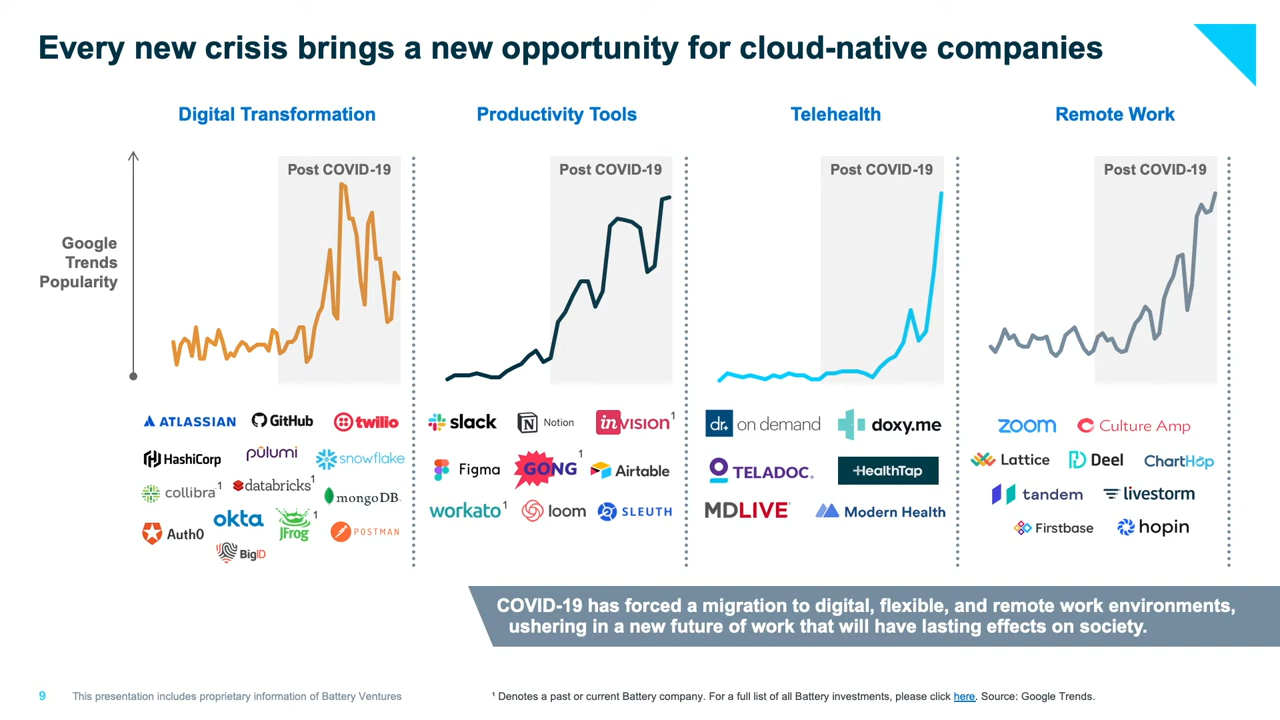 Every new crisis brings a new opportunity for cloud-native companies
Digital Transformation
Productivity Tools
Telehealth
Remote Work
Google
Trends
Popularity
Post COVID-19
Post COVID-19
Post COVID-19
Post COVID-19
ATLASSIAN
GitHub
twilio
HashiCorp
pulumi
snowflake
collibra¹
databricks¹
mongoDB
Auth0
okta
JFrog¹
POSTMAN
BigID
slack
Notion
invision¹
Figma
GONG¹
Airtable
workato¹
loom
SLEUTH
dr+ on demand
doxy.me
TELADOC
HealthTap
MDLIVE
Modern Health
zoom
Culture Amp
Lattice
Deel
ChartHop
tandem
livestorm
Firstbase
hopin
COVID-19 has forced a migration to digital, flexible, and remote work environments,
ushering in a new future of work that will have lasting effects on society.
9
This presentation includes proprietary information of Battery Ventures
¹ Denotes a past or current Battery company. For a full list of all Battery investments, please click here. Source: Google Trends.